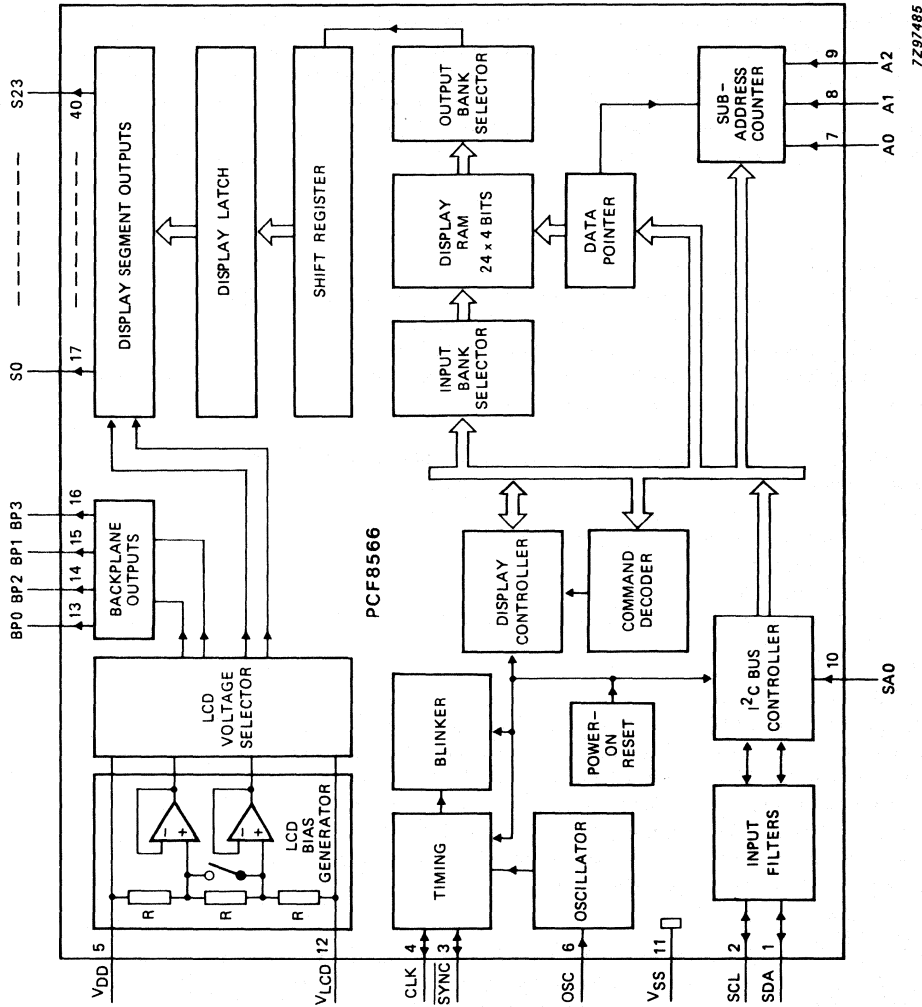 S0
S23
17
40
BP0 BP2 BP1 BP3
13 14 15 16
BACKPLANE
OUTPUTS
DISPLAY SEGMENT OUTPUTS
DISPLAY LATCH
SHIFT REGISTER
LCD
VOLTAGE
SELECTOR
LCD
BIAS
GENERATOR
R
R
R
−
+
−
+
VDD
5
VLCD
12
PCF8566
INPUT
BANK
SELECTOR
DISPLAY
RAM
24 x 4 BITS
OUTPUT
BANK
SELECTOR
TIMING
BLINKER
DISPLAY
CONTROLLER
COMMAND
DECODER
DATA
POINTER
SUB-
ADDRESS
COUNTER
CLK
4
SYNC
3
OSCILLATOR
OSC
6
POWER-
ON
RESET
VSS
11
INPUT
FILTERS
I²C BUS
CONTROLLER
SCL
2
SDA
1
10
SA0
7 8 9
A0 A1 A2
7Z97485